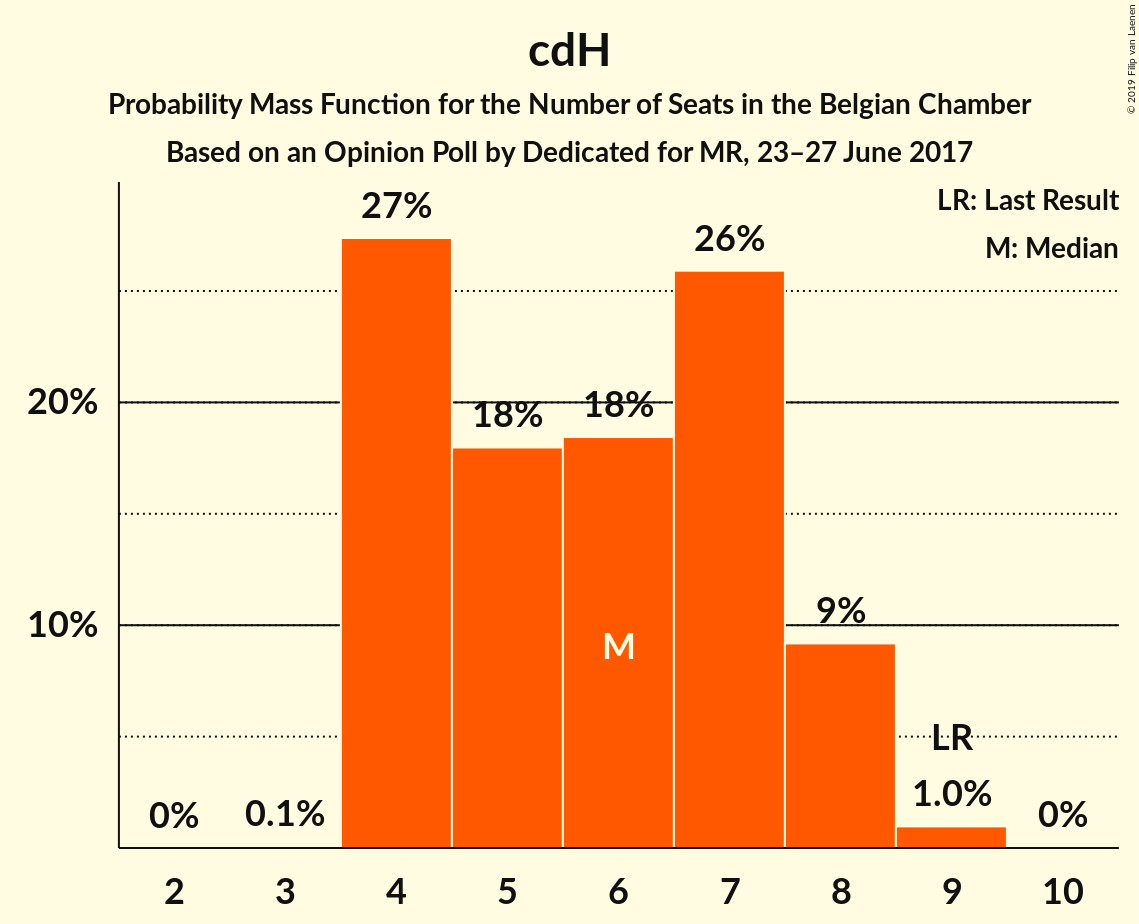 cdH
Probability Mass Function for the Number of Seats in the Belgian Chamber
Based on an Opinion Poll by Dedicated for MR, 23–27 June 2017
© 2019 Filip van Laenen
LR: Last Result
M: Median
27%
26%
20%
18%
18%
10%
9%
M
LR
0%
0.1%
1.0%
0%
2 3 4 5 6 7 8 9 10